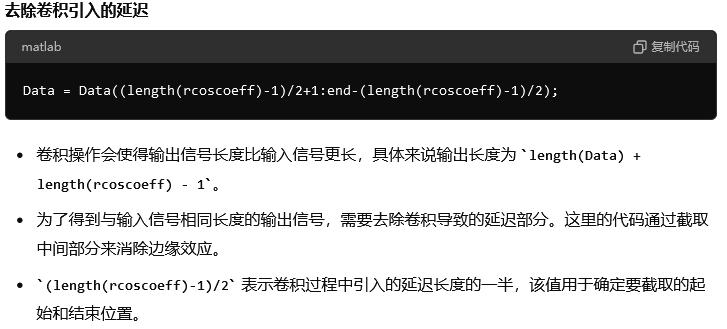 去除卷积引入的延迟
matlab
复制代码
Data = Data((length(rcoscoeff)-1)/2+1:end-(length(rcoscoeff)-1)/2);
• 卷积操作会使得输出信号长度比输入信号更长，具体来说输出长度为 `length(Data) +
length(rcoscoeff) - 1`。
• 为了得到与输入信号相同长度的输出信号，需要去除卷积导致的延迟部分。这里的代码通过截取
中间部分来消除边缘效应。
• `(length(rcoscoeff)-1)/2` 表示卷积过程中引入的延迟长度的一半，该值用于确定要截取的起
始和结束位置。